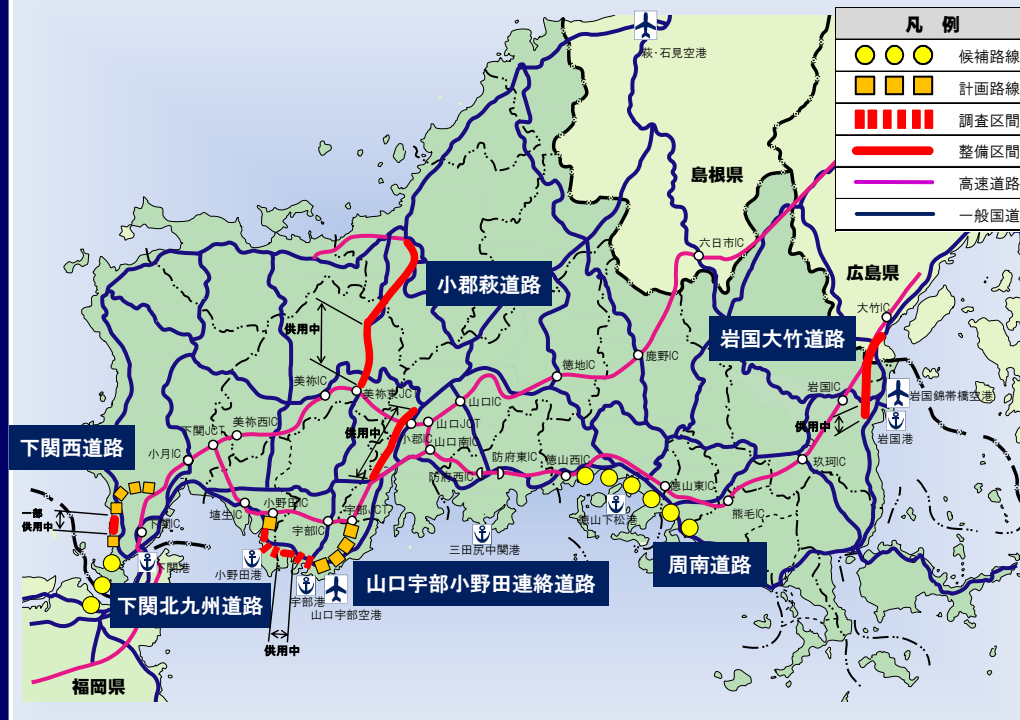 凡 例
候補路線
計画路線
調査区間
整備区間
高速道路
一般国道
萩・石見空港
島根県
六日市IC
広島県
大竹IC
小郡萩道路
岩国大竹道路
供用中
鹿野IC
徳地IC
美祢IC
美祢東JCT
岩国IC
岩国錦帯橋空港
山口IC
供用中
岩国港
美祢西IC
下関JCT
山口JCT
供用中
小郡IC
山口南IC
下関西道路
小月IC
防府東IC
徳山西IC
玖珂IC
防府西IC
徳山東IC
熊毛IC
小野田IC
埴生IC
宇部JCT
一部
供用中
下関IC
宇部IC
徳山下松港
三田尻中関港
下関港
小野田港
周南道路
山口宇部小野田連絡道路
下関北九州道路
宇部港
山口宇部空港
供用中
福岡県